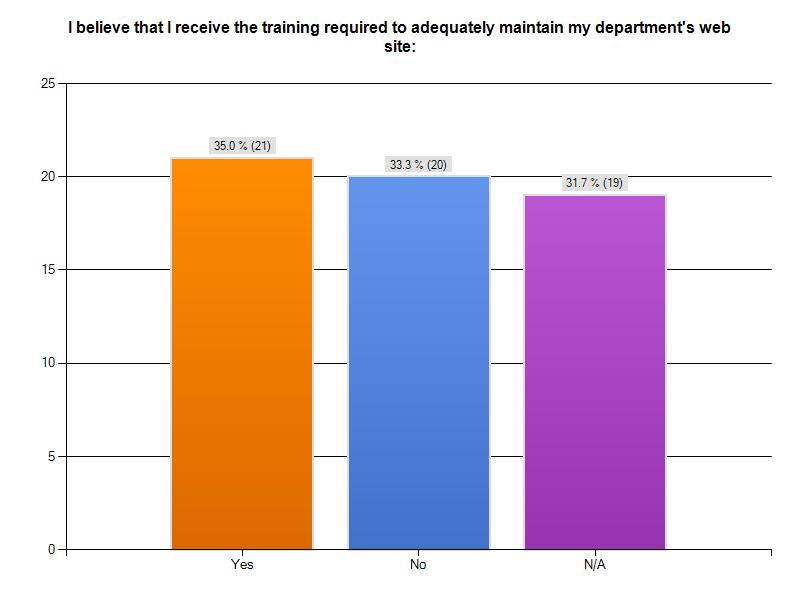 I believe that I receive the training required to adequately maintain my department's web
site:
25
35.0 % (21)
33.3 % (20)
20
31.7 % (19)
15
10
5
0
Yes
No
N/A